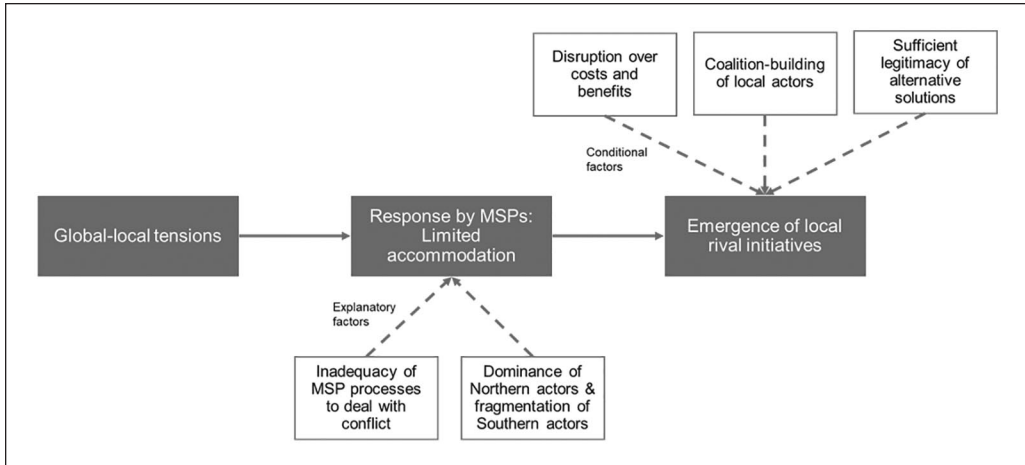 Disruption over
costs and
benefits
Coalition-building
of local actors
Sufficient
legitimacy of
alternative
solutions
Conditional
factors
Global-local tensions
Response by MSPs:
Limited
accommodation
Emergence of local
rival initiatives
Explanatory
factors
Inadequacy of
MSP processes
to deal with
conflict
Dominance of
Northern actors &
fragmentation of
Southern actors